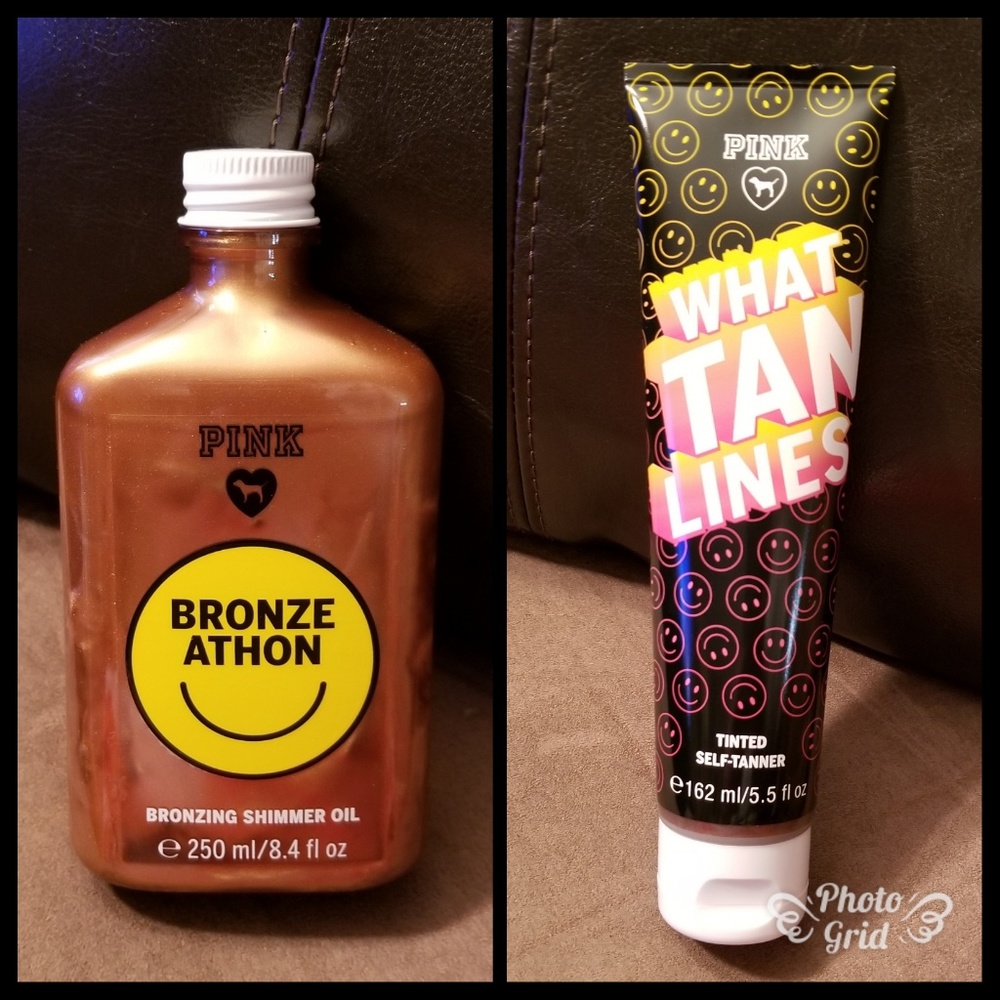 PINK
BRONZE
ATHON
BRONZING SHIMMER OIL
℮ 250 ml/8.4 fl oz
PINK
WHAT
TAN
LINES
TINTED
SELF-TANNER
℮162 ml/5.5 fl oz
Photo
Grid